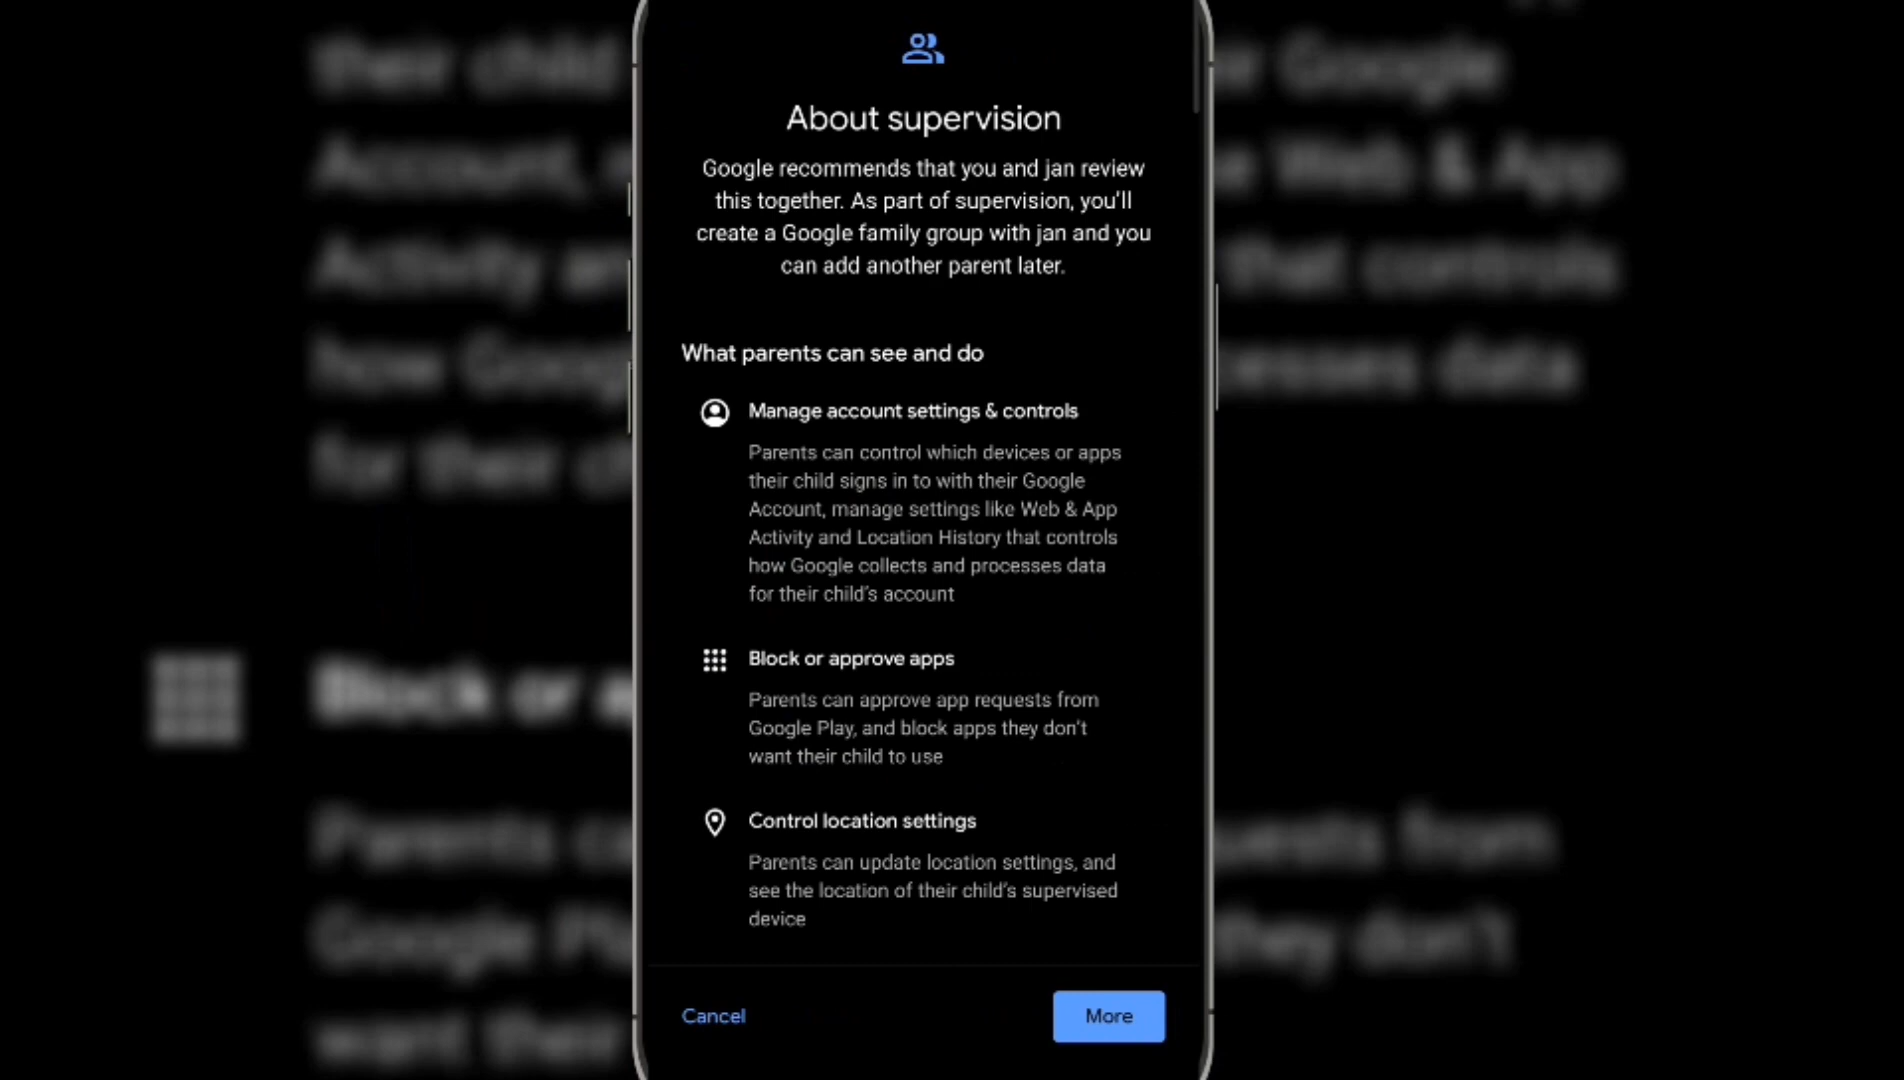 About supervision
Google recommends that you and jan review
this together. As part of supervision, you'll
create a Google family group with jan and you
can add another parent later.
What parents can see and do
Manage account settings & controls
Parents can control which devices or apps
their child signs in to with their Google
Account, manage settings like Web & App
Activity and Location History that controls
how Google collects and processes data
for their child's account
Block or approve apps
Parents can approve app requests from
Google Play, and block apps they don't
want their child to use
Control location settings
Parents can update location settings, and
see the location of their child's supervised
device
Cancel
More